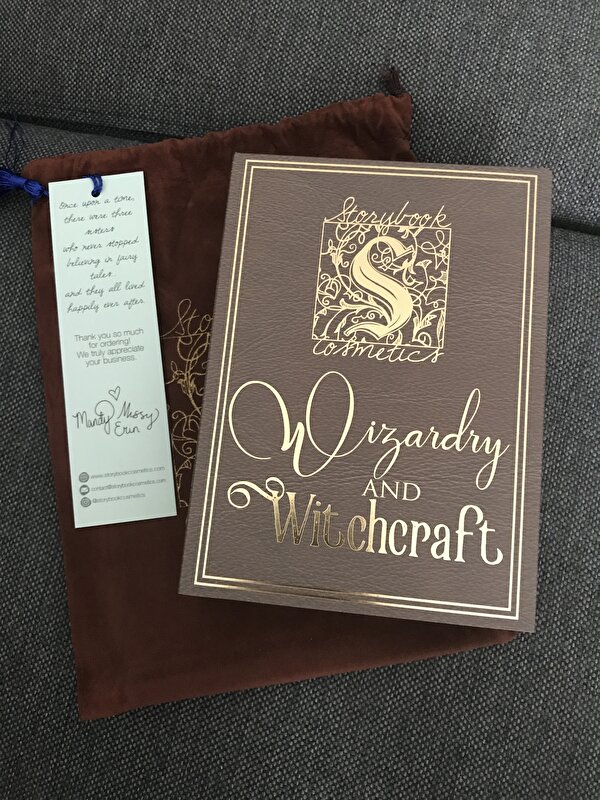 Once upon a time,
there were three
sisters
who never stopped
believing in fairy
tales...
and they all lived
happily ever after.
Thank you so much
for ordering!
We truly appreciate
your business.
Mandy Missy
Erin
www.storybookcosmetics.com
contact@storybookcosmetics.com
@storybookcosmetics
Story
Storybook
S
cosmetics
Wizardry
AND
Witchcraft